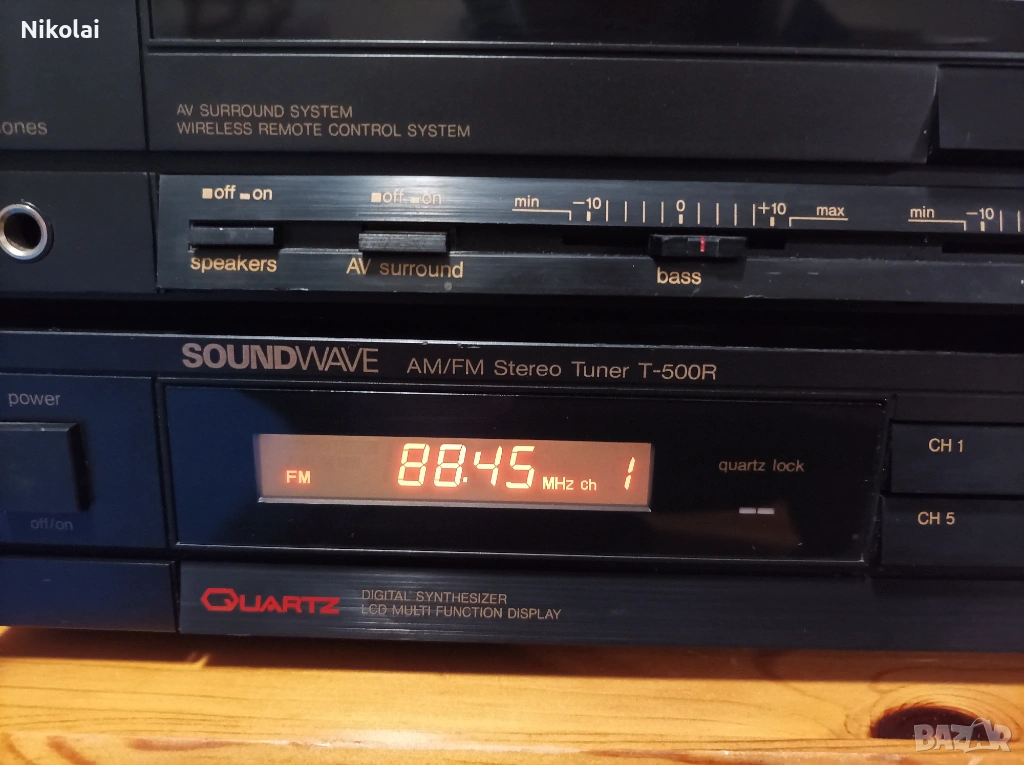 Nikolai
AV SURROUND SYSTEM
WIRELESS REMOTE CONTROL SYSTEM
ones
off on
off on
speakers
AV surround
min -10 0 +10 max
bass
min -10
SOUNDWAVE AM/FM Stereo Tuner T-500R
power
off/on
FM 88.45 MHz ch 1
quartz lock
CH 1
CH 5
QUARTZ
DIGITAL SYNTHESIZER
LCD MULTI FUNCTION DISPLAY
BAZAR